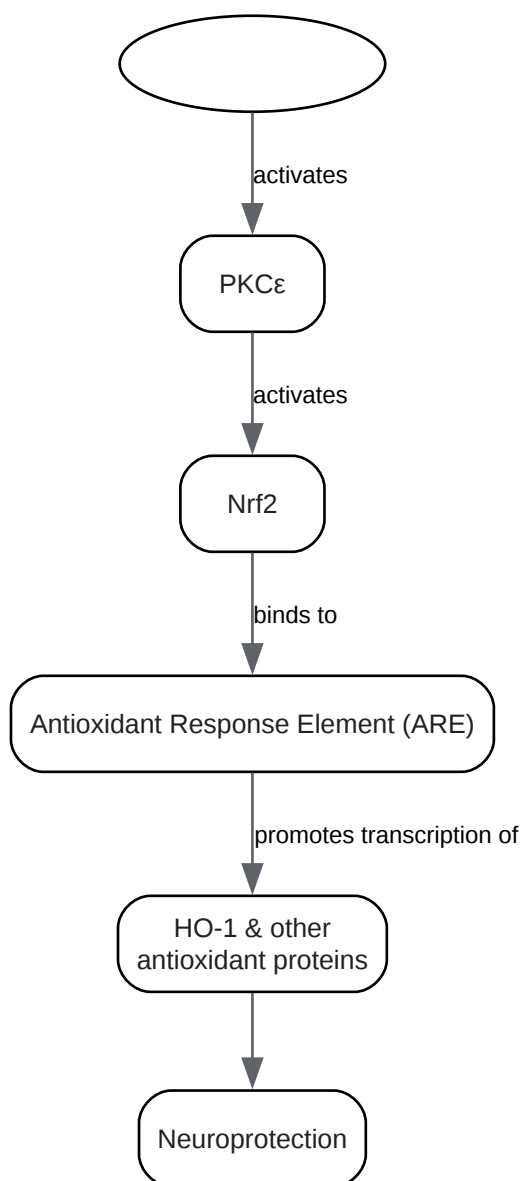 activates
PKCε
activates
Nrf2
binds to
Antioxidant Response Element (ARE)
promotes transcription of
HO-1 & other
antioxidant proteins
Neuroprotection